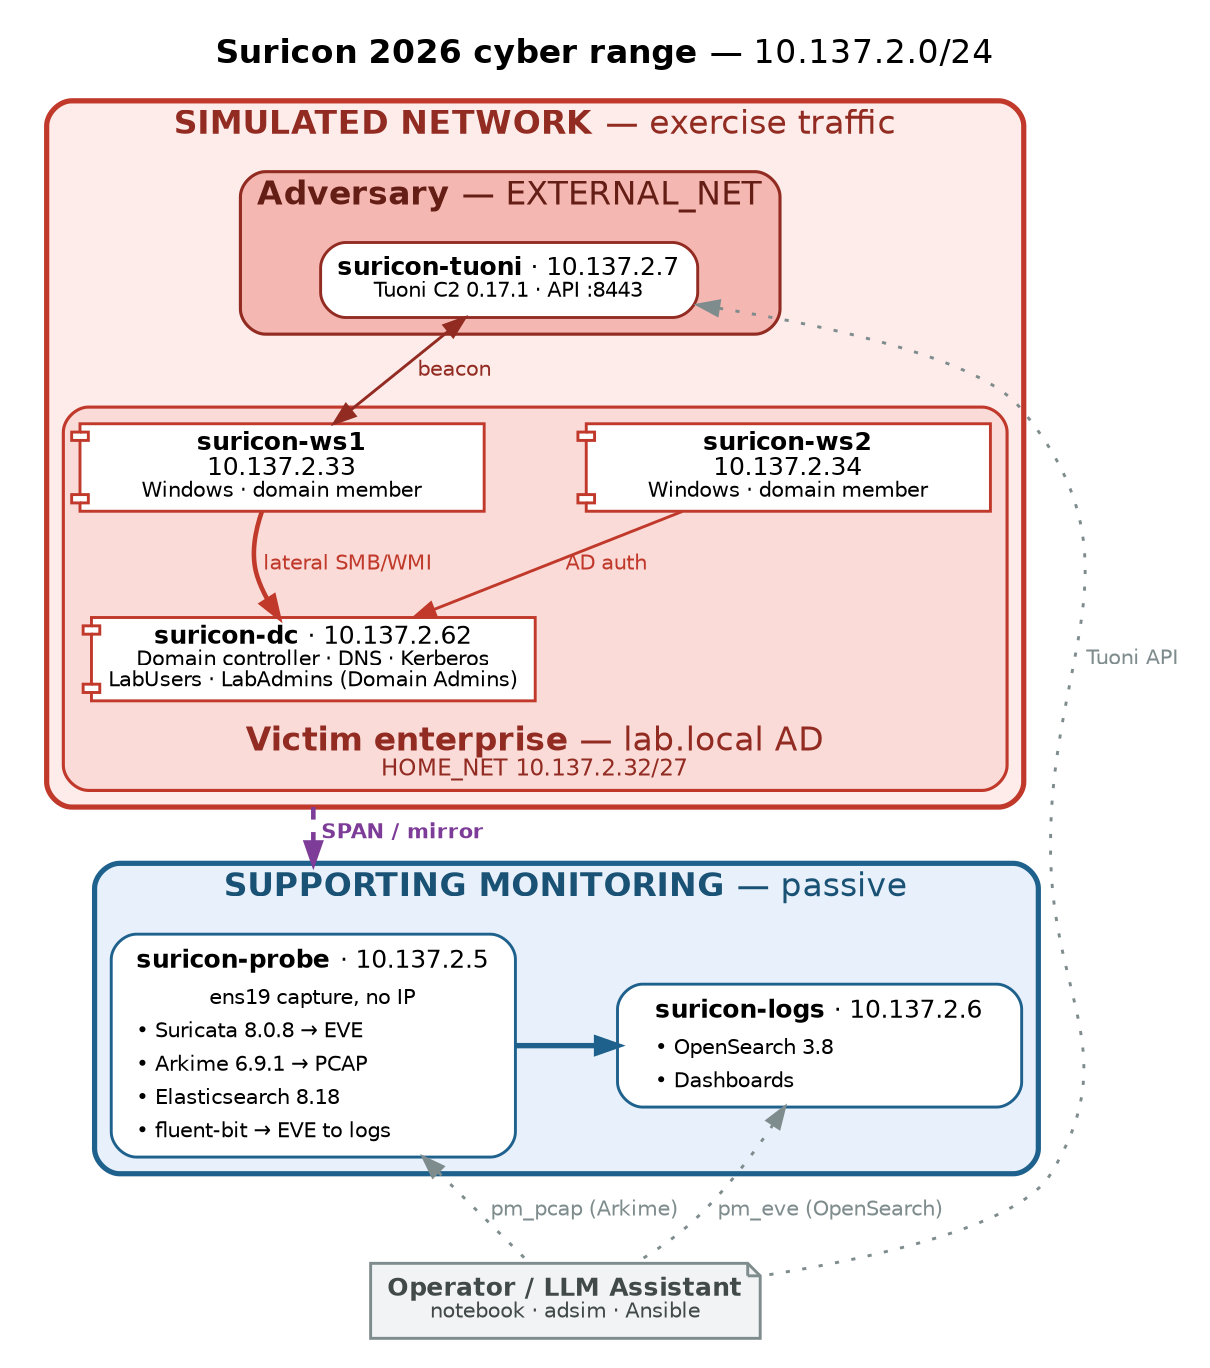 Suricon 2026 cyber range — 10.137.2.0/24
SIMULATED NETWORK — exercise traffic
Adversary — EXTERNAL_NET
suricon-tuoni · 10.137.2.7
Tuoni C2 0.17.1 · API :8443
beacon
suricon-ws1
10.137.2.33
Windows · domain member
suricon-ws2
10.137.2.34
Windows · domain member
lateral SMB/WMI
AD auth
suricon-dc · 10.137.2.62
Domain controller · DNS · Kerberos
LabUsers · LabAdmins (Domain Admins)
Tuoni API
Victim enterprise — lab.local AD
HOME_NET 10.137.2.32/27
SPAN / mirror
SUPPORTING MONITORING — passive
suricon-probe · 10.137.2.5
ens19 capture, no IP
• Suricata 8.0.8 → EVE
• Arkime 6.9.1 → PCAP
• Elasticsearch 8.18
• fluent-bit → EVE to logs
suricon-logs · 10.137.2.6
• OpenSearch 3.8
• Dashboards
pm_pcap (Arkime)
pm_eve (OpenSearch)
Operator / LLM Assistant
notebook · adsim · Ansible